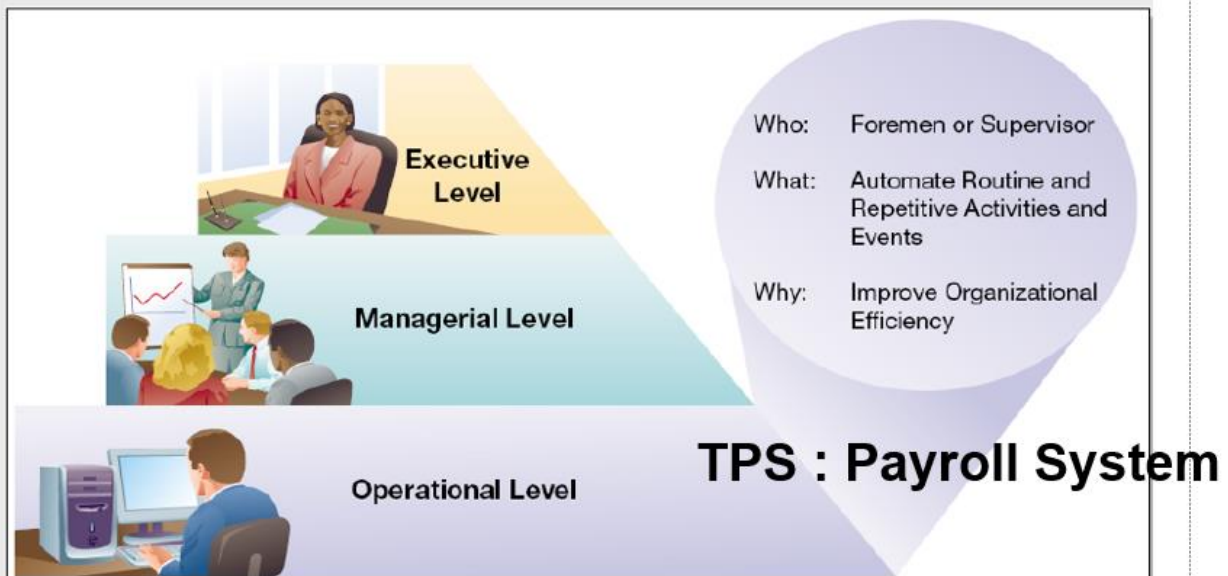 Executive
Level
Managerial Level
Operational Level
Who: Foremen or Supervisor
What: Automate Routine and
Repetitive Activities and
Events
Why: Improve Organizational
Efficiency
TPS : Payroll System